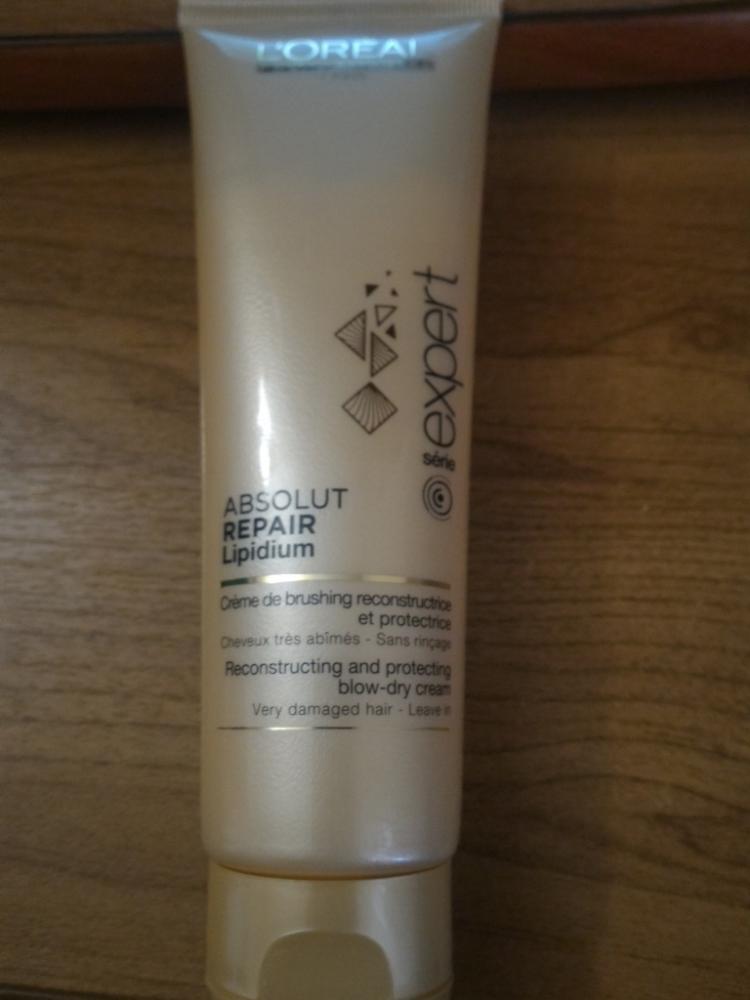 L'ORÉAL
expert
série
ABSOLUT
REPAIR
Lipidium
Crème de brushing reconstructrice
et protectrice
Cheveux très abîmés - Sans rinçage
Reconstructing and protecting
blow-dry cream
Very damaged hair - Leave in